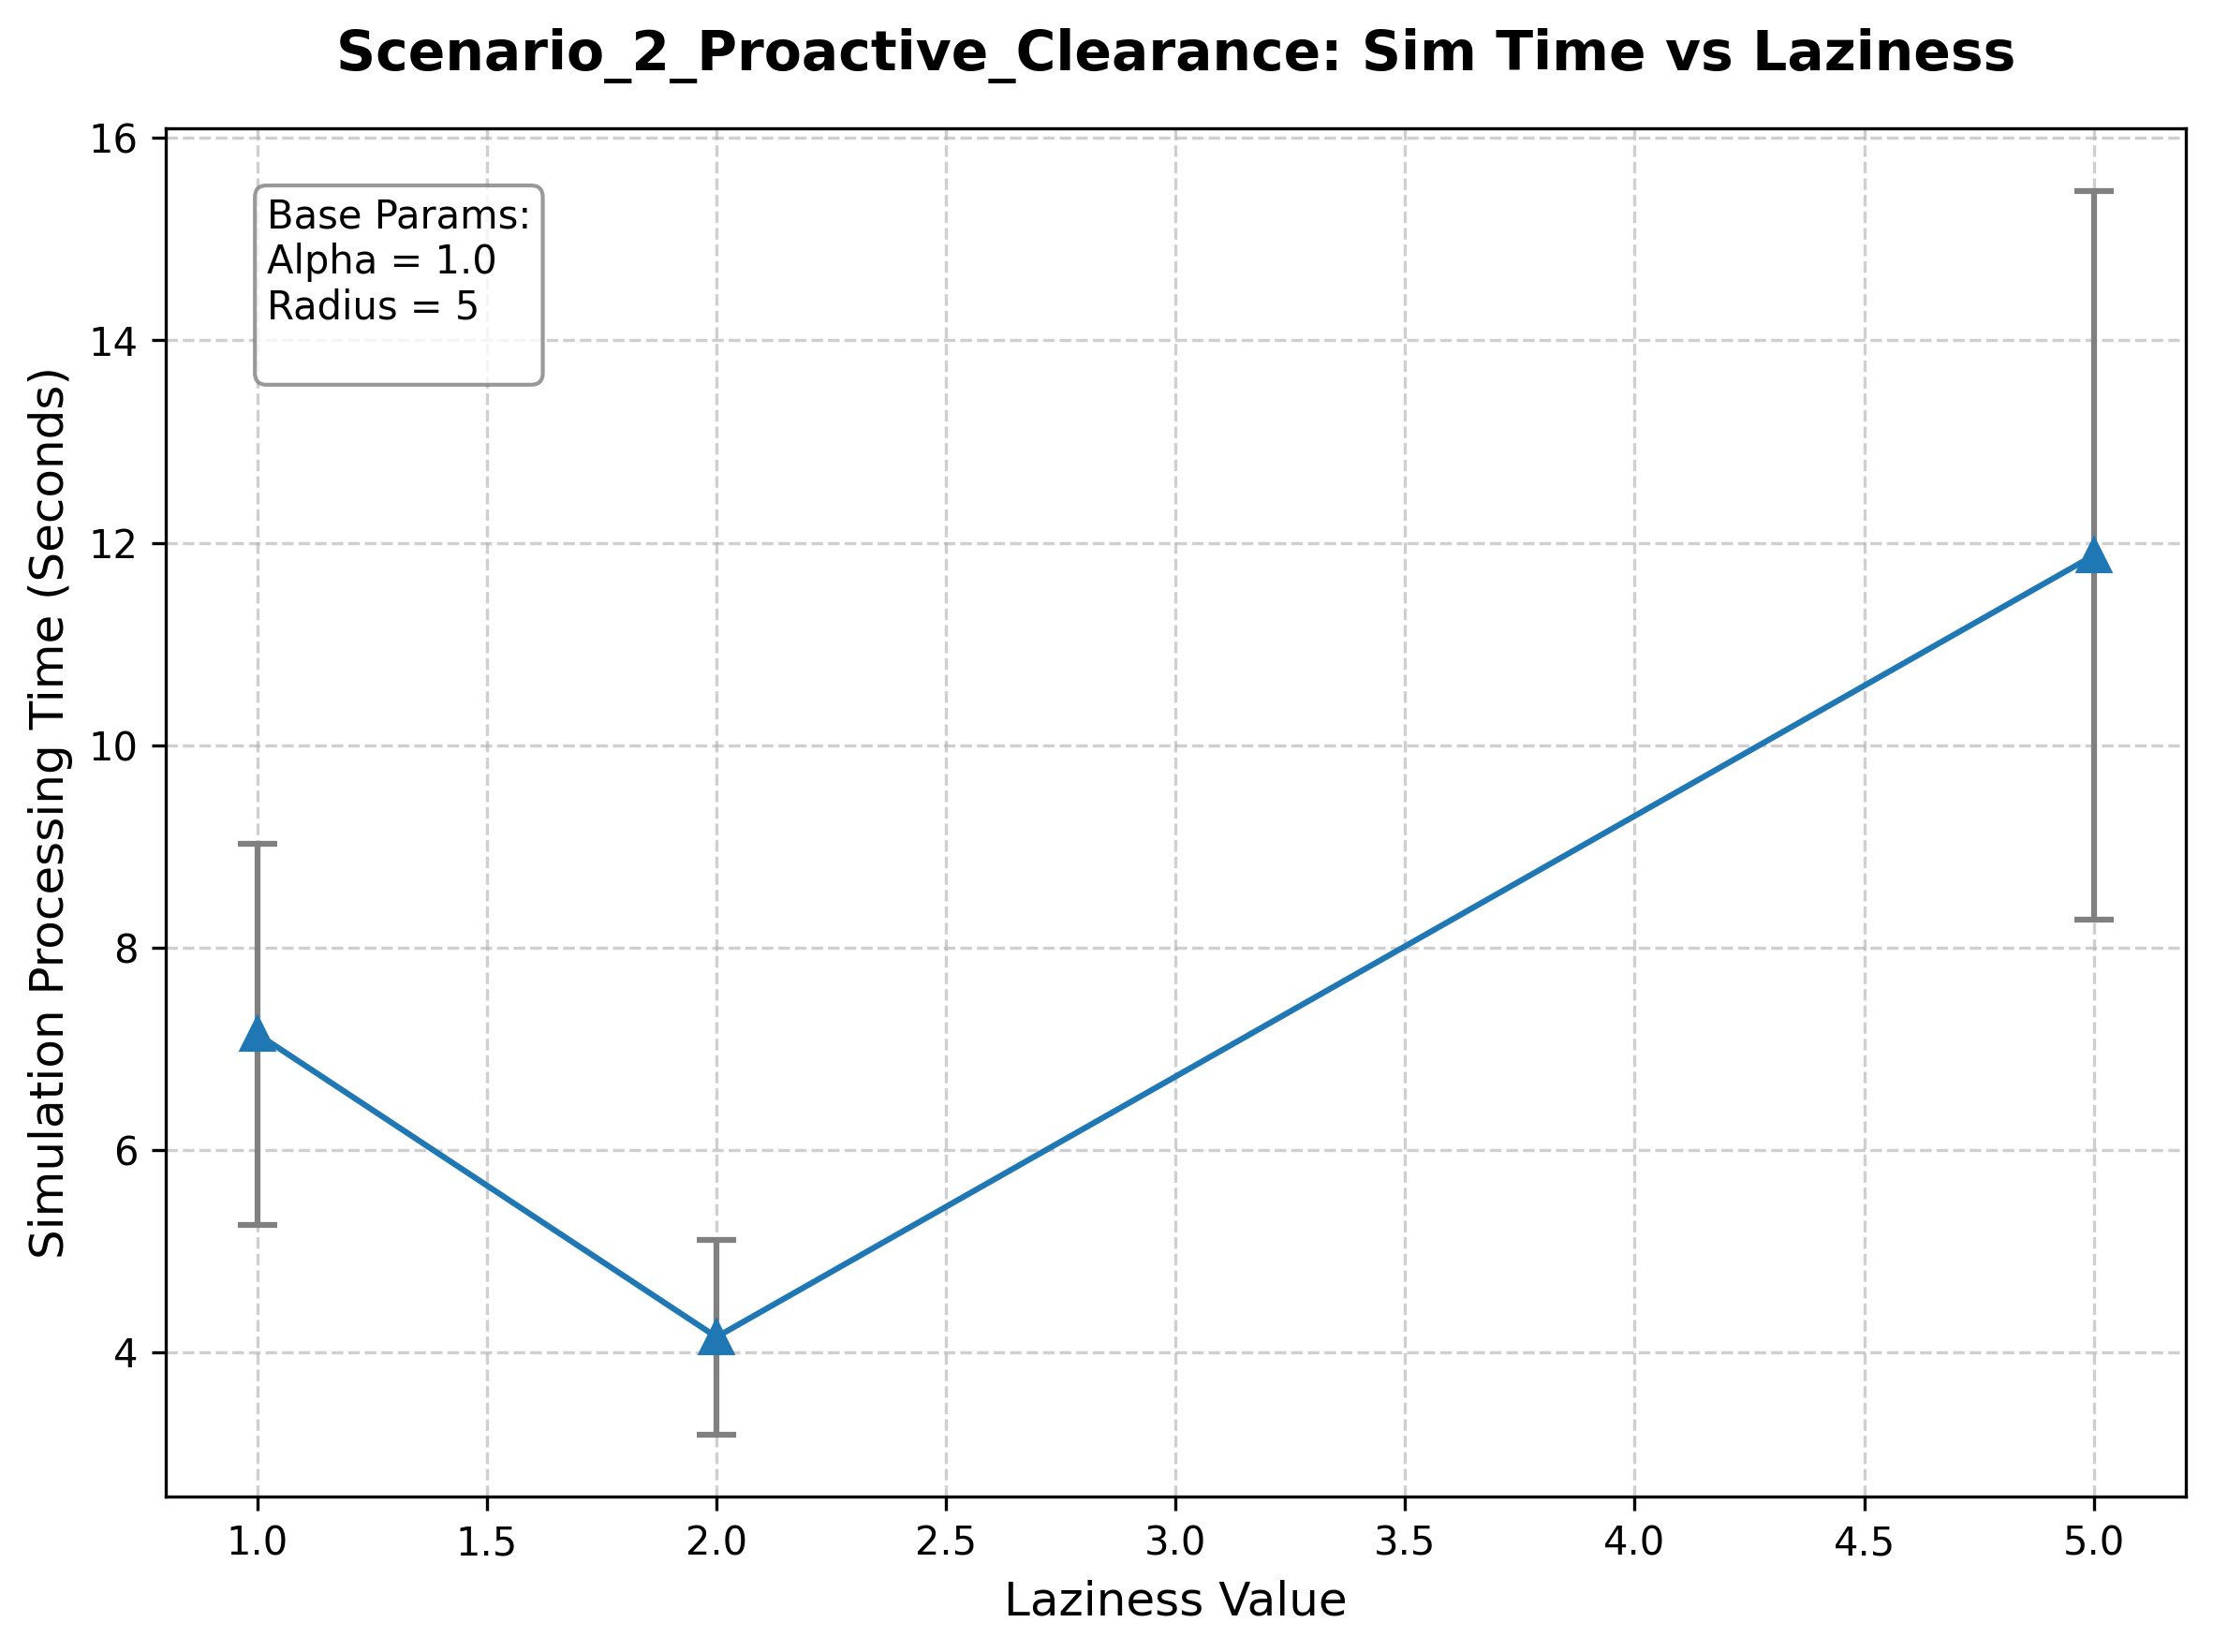 Scenario_2_Proactive_Clearance: Sim Time vs Laziness
16
14
12
10
8
6
4
Simulation Processing Time (Seconds)
Base Params:
Alpha = 1.0
Radius = 5
1.0 1.5 2.0 2.5 3.0 3.5 4.0 4.5 5.0
Laziness Value